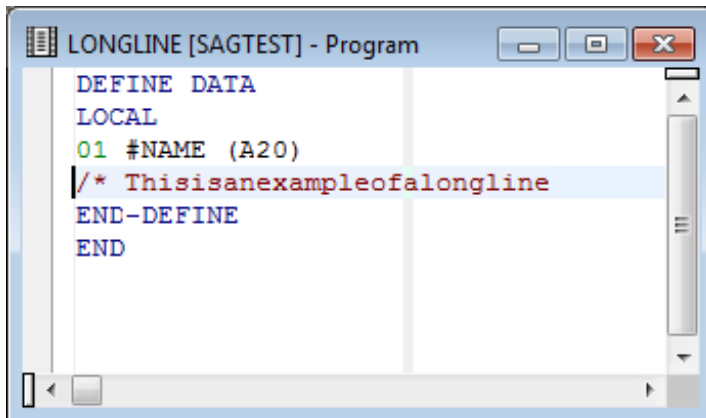 LONGLINE [SAGTEST] - Program
DEFINE DATA
LOCAL
01 #NAME (A20)
/* Thisisanexampleofalongline
END-DEFINE
END